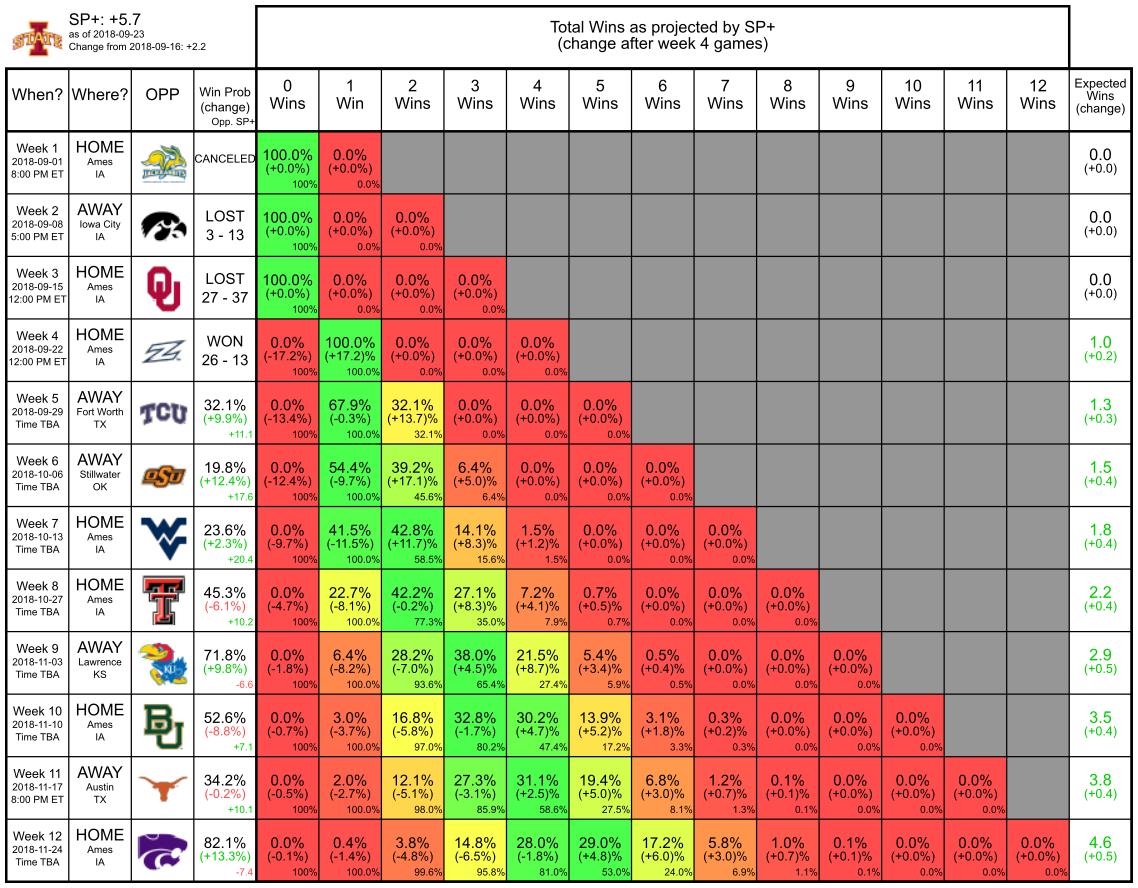 STATE
SP+: +5.7
as of 2018-09-23
Change from 2018-09-16: +2.2
Total Wins as projected by SP+
(change after week 4 games)
When? Where? OPP Win Prob (change) Opp. SP+ 0 Wins 1 Win 2 Wins 3 Wins 4 Wins 5 Wins 6 Wins 7 Wins 8 Wins 9 Wins 10 Wins 11 Wins 12 Wins Expected Wins (change)
Week 1 HOME CANCELED 100.0% 0.0% 0.0
2018-09-01 Ames (+0.0%) (+0.0%) (+0.0)
8:00 PM ET IA JACKRABBITS 100% 0.0%
Week 2 AWAY LOST 100.0% 0.0% 0.0% 0.0
2018-09-08 Iowa City 3 - 13 (+0.0%) (+0.0%) (+0.0%) (+0.0)
5:00 PM ET IA 100% 0.0% 0.0%
Week 3 HOME LOST 100.0% 0.0% 0.0% 0.0% 0.0
2018-09-15 Ames OU 27 - 37 (+0.0%) (+0.0%) (+0.0%) (+0.0%) (+0.0)
12:00 PM ET IA 100% 0.0% 0.0% 0.0%
Week 4 HOME WON 0.0% 100.0% 0.0% 0.0% 0.0% 1.0
2018-09-22 Ames Z 26 - 13 (-17.2%) (+17.2)% (+0.0%) (+0.0%) (+0.0%) (+0.2)
12:00 PM ET IA 100% 100.0% 0.0% 0.0% 0.0%
Week 5 AWAY 32.1% 0.0% 67.9% 32.1% 0.0% 0.0% 0.0% 1.3
2018-09-29 Fort Worth TCU (+9.9%) (-13.4%) (-0.3%) (+13.7)% (+0.0%) (+0.0%) (+0.0%) (+0.3)
Time TBA TX +11.1 100% 100.0% 32.1% 0.0% 0.0% 0.0%
Week 6 AWAY 19.8% 0.0% 54.4% 39.2% 6.4% 0.0% 0.0% 0.0% 1.5
2018-10-06 Stillwater OSU (+12.4%) (-12.4%) (-9.7%) (+17.1)% (+5.0)% (+0.0%) (+0.0%) (+0.0%) (+0.4)
Time TBA OK +17.6 100% 100.0% 45.6% 6.4% 0.0% 0.0% 0.0%
Week 7 HOME 23.6% 0.0% 41.5% 42.8% 14.1% 1.5% 0.0% 0.0% 0.0% 1.8
2018-10-13 Ames WV (+2.3%) (-9.7%) (-11.5%) (+11.7)% (+8.3)% (+1.2)% (+0.0%) (+0.0%) (+0.0%) (+0.4)
Time TBA IA +20.4 100% 100.0% 58.5% 15.6% 1.5% 0.0% 0.0% 0.0%
Week 8 HOME 45.3% 0.0% 22.7% 42.2% 27.1% 7.2% 0.7% 0.0% 0.0% 0.0% 2.2
2018-10-27 Ames T (-6.1%) (-4.7%) (-8.1%) (-0.2%) (+8.3)% (+4.1)% (+0.5)% (+0.0%) (+0.0%) (+0.0%) (+0.4)
Time TBA IA +10.2 100% 100.0% 77.3% 35.0% 7.9% 0.7% 0.0% 0.0% 0.0%
Week 9 AWAY 71.8% 0.0% 6.4% 28.2% 38.0% 21.5% 5.4% 0.5% 0.0% 0.0% 0.0% 2.9
2018-11-03 Lawrence KU (+9.8%) (-1.8%) (-8.2%) (-7.0%) (+4.5)% (+8.7)% (+3.4)% (+0.4)% (+0.0)% (+0.0%) (+0.0%) (+0.5)
Time TBA KS -6.6 100% 100.0% 93.6% 65.4% 27.4% 5.9% 0.5% 0.0% 0.0% 0.0%
Week 10 HOME 52.6% 0.0% 3.0% 16.8% 32.8% 30.2% 13.9% 3.1% 0.3% 0.0% 0.0% 0.0% 3.5
2018-11-10 Ames BU (-8.8%) (-0.7%) (-3.7%) (-5.8%) (-1.7%) (+4.7)% (+5.2)% (+1.8)% (+0.2)% (+0.0)% (+0.0%) (+0.0%) (+0.4)
Time TBA IA +7.1 100% 100.0% 97.0% 80.2% 47.4% 17.2% 3.3% 0.3% 0.0% 0.0% 0.0%
Week 11 AWAY 34.2% 0.0% 2.0% 12.1% 27.3% 31.1% 19.4% 6.8% 1.2% 0.1% 0.0% 0.0% 0.0% 3.8
2018-11-17 Austin (-0.2%) (-0.5%) (-2.7%) (-5.1%) (-3.1%) (+2.5)% (+5.0)% (+3.0)% (+0.7)% (+0.1)% (+0.0)% (+0.0%) (+0.0%) (+0.4)
8:00 PM ET TX +10.1 100% 100.0% 98.0% 85.9% 58.6% 27.5% 8.1% 1.3% 0.1% 0.0% 0.0% 0.0%
Week 12 HOME 82.1% 0.0% 0.4% 3.8% 14.8% 28.0% 29.0% 17.2% 5.8% 1.0% 0.1% 0.0% 0.0% 0.0% 4.6
2018-11-24 Ames (+13.3%) (-0.1%) (-1.4%) (-4.8%) (-6.5%) (-1.8%) (+4.8)% (+6.0)% (+3.0)% (+0.7)% (+0.1)% (+0.0)% (+0.0%) (+0.0%) (+0.5)
Time TBA IA -7.4 100% 100.0% 99.6% 95.8% 81.0% 53.0% 24.0% 6.9% 1.1% 0.1% 0.0% 0.0% 0.0%